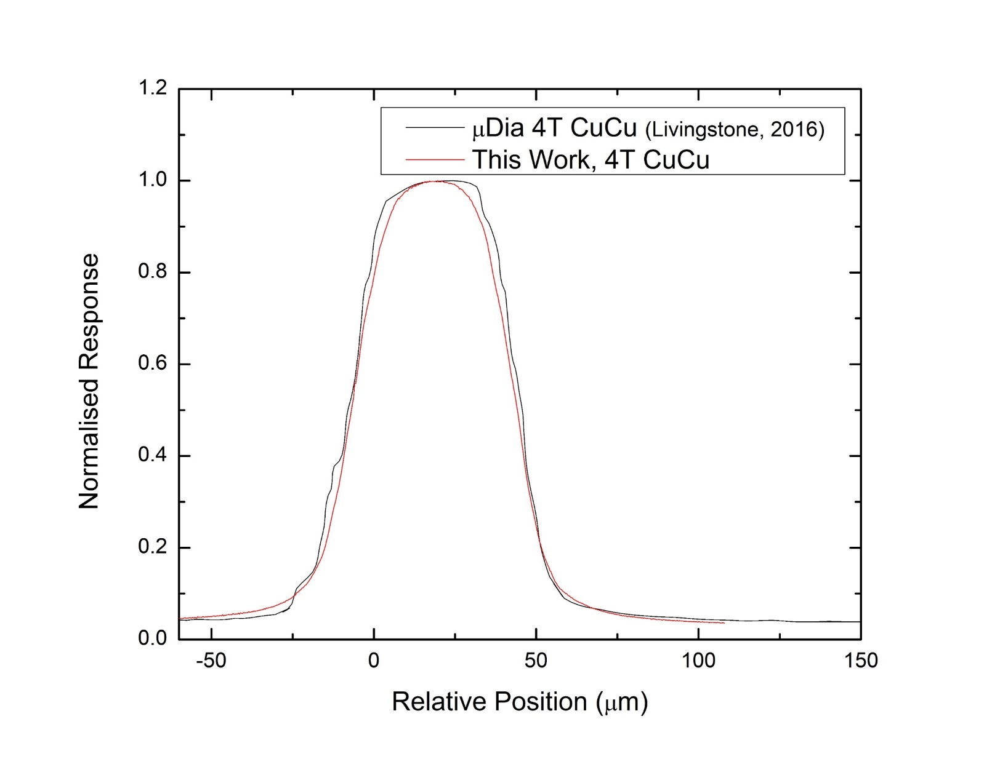 μDia 4T CuCu (Livingstone, 2016)
This Work, 4T CuCu
1.2
1.0
0.8
0.6
0.4
0.2
0.0
Normalised Response
-50 0 50 100 150
Relative Position (μm)